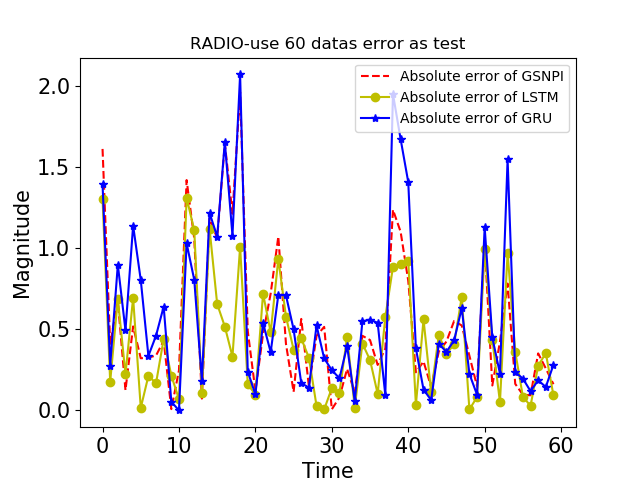 RADIO-use 60 datas error as test
Absolute error of GSNPI
Absolute error of LSTM
Absolute error of GRU
Magnitude
2.0
1.5
1.0
0.5
0.0
0 10 20 30 40 50 60
Time